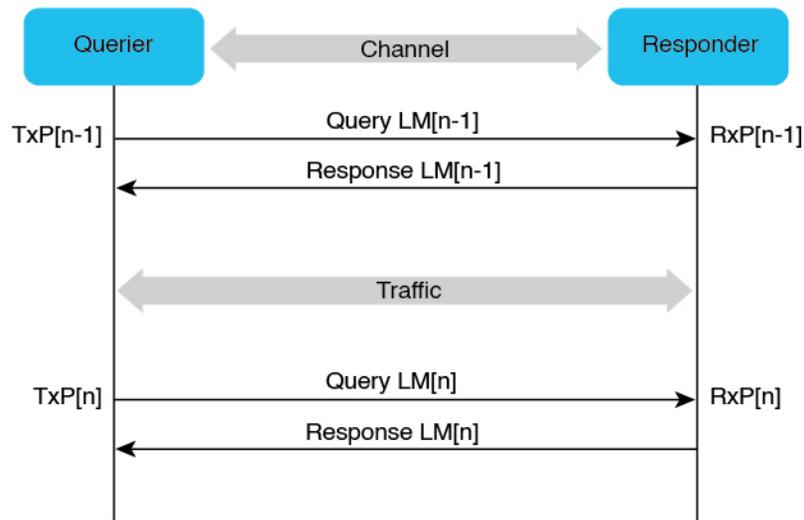 Querier
Channel
Responder
TxP[n-1]
Query LM[n-1]
RxP[n-1]
Response LM[n-1]
Traffic
TxP[n]
Query LM[n]
RxP[n]
Response LM[n]